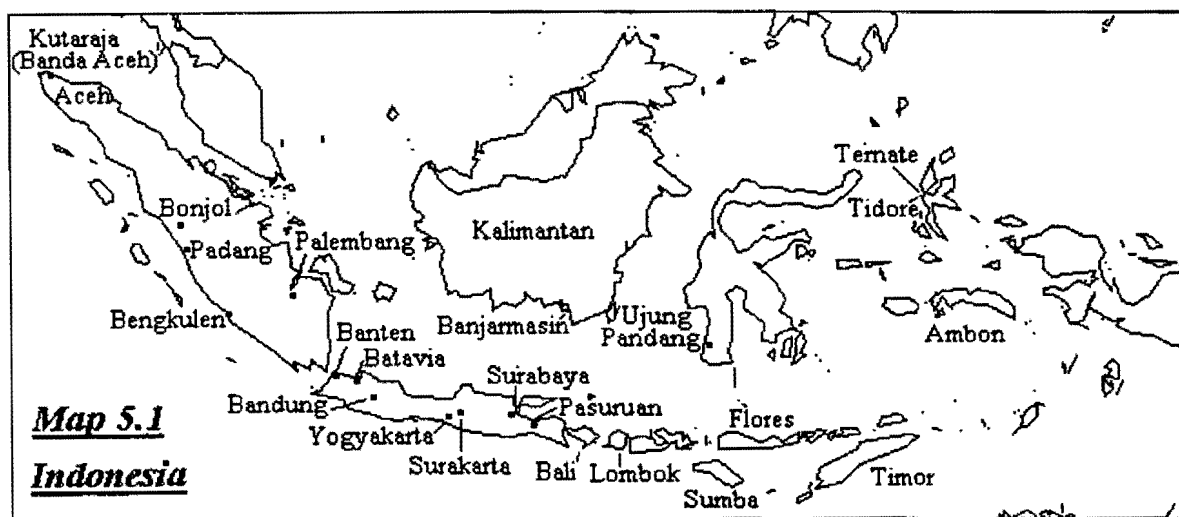 Kutaraja
(Banda Aceh)
Aceh
Ternate
Tidore
Bonjol
Padang
Palembang
Kalimantan
Bengkulen
Banjarmasin
Ujung
Pandang
Ambon
Banten
Batavia
Surabaya
Bandung
Pasuruan
Flores
Yogyakarta
Surakarta
Bali
Lombok
Timor
Sumba
Map 5.1
Indonesia